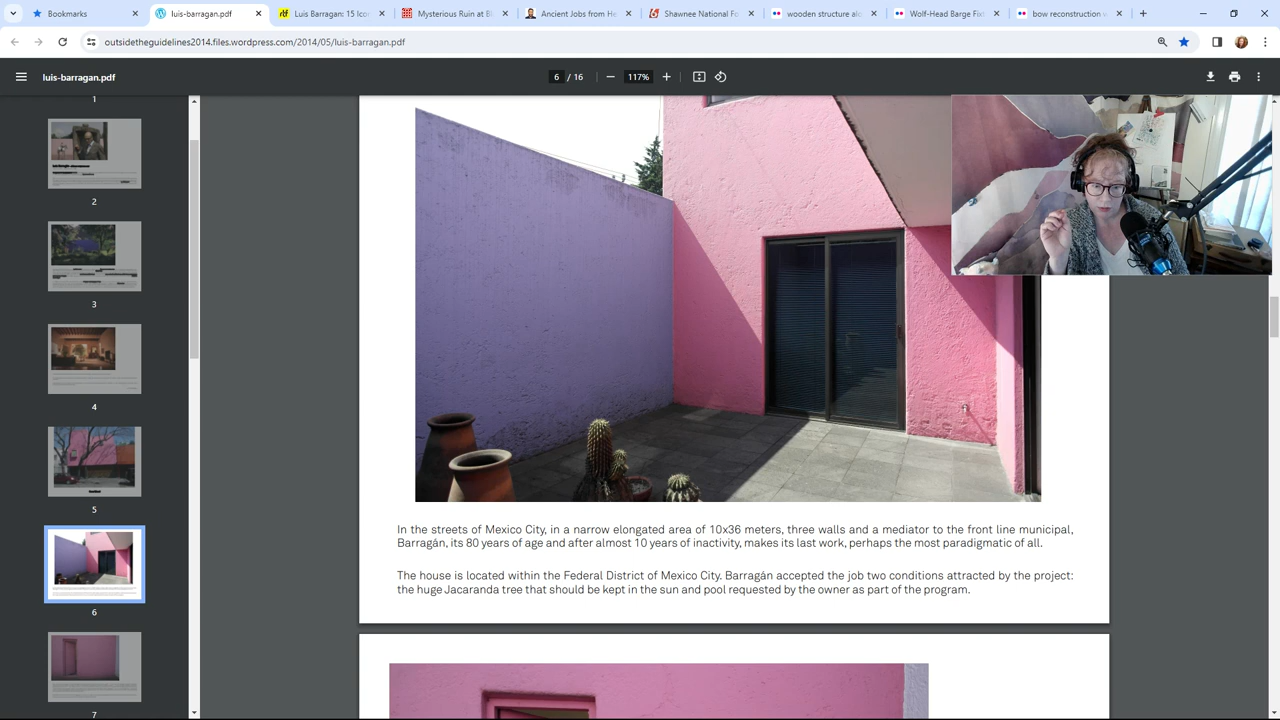 Bookmarks
luis-barragan.pdf
Luis Barragan: 15 Icon
Mysterious Ruin at Bi
Ancient Jobs from He
Shawnee National Fo
wooden structure alo
Wolf-Head Barge Fix
bow reconstruction w
outsidetheguidelines2014.files.wordpress.com/2014/05/luis-barragan.pdf
luis-barragan.pdf
6 / 16
117%
1
2
3
4
5
6
7
In the streets of Mexico City, in a narrow elongated area of 10x36 meters, three walls and a mediator to the front line municipal,
Barragán, its 80 years of age and after almost 10 years of inactivity, makes its last work, perhaps the most paradigmatic of all.
The house is located within the Federal District of Mexico City. Barragán accepted the job two conditions attracted by the project:
the huge Jacaranda tree that should be kept in the sun and pool requested by the owner as part of the program.